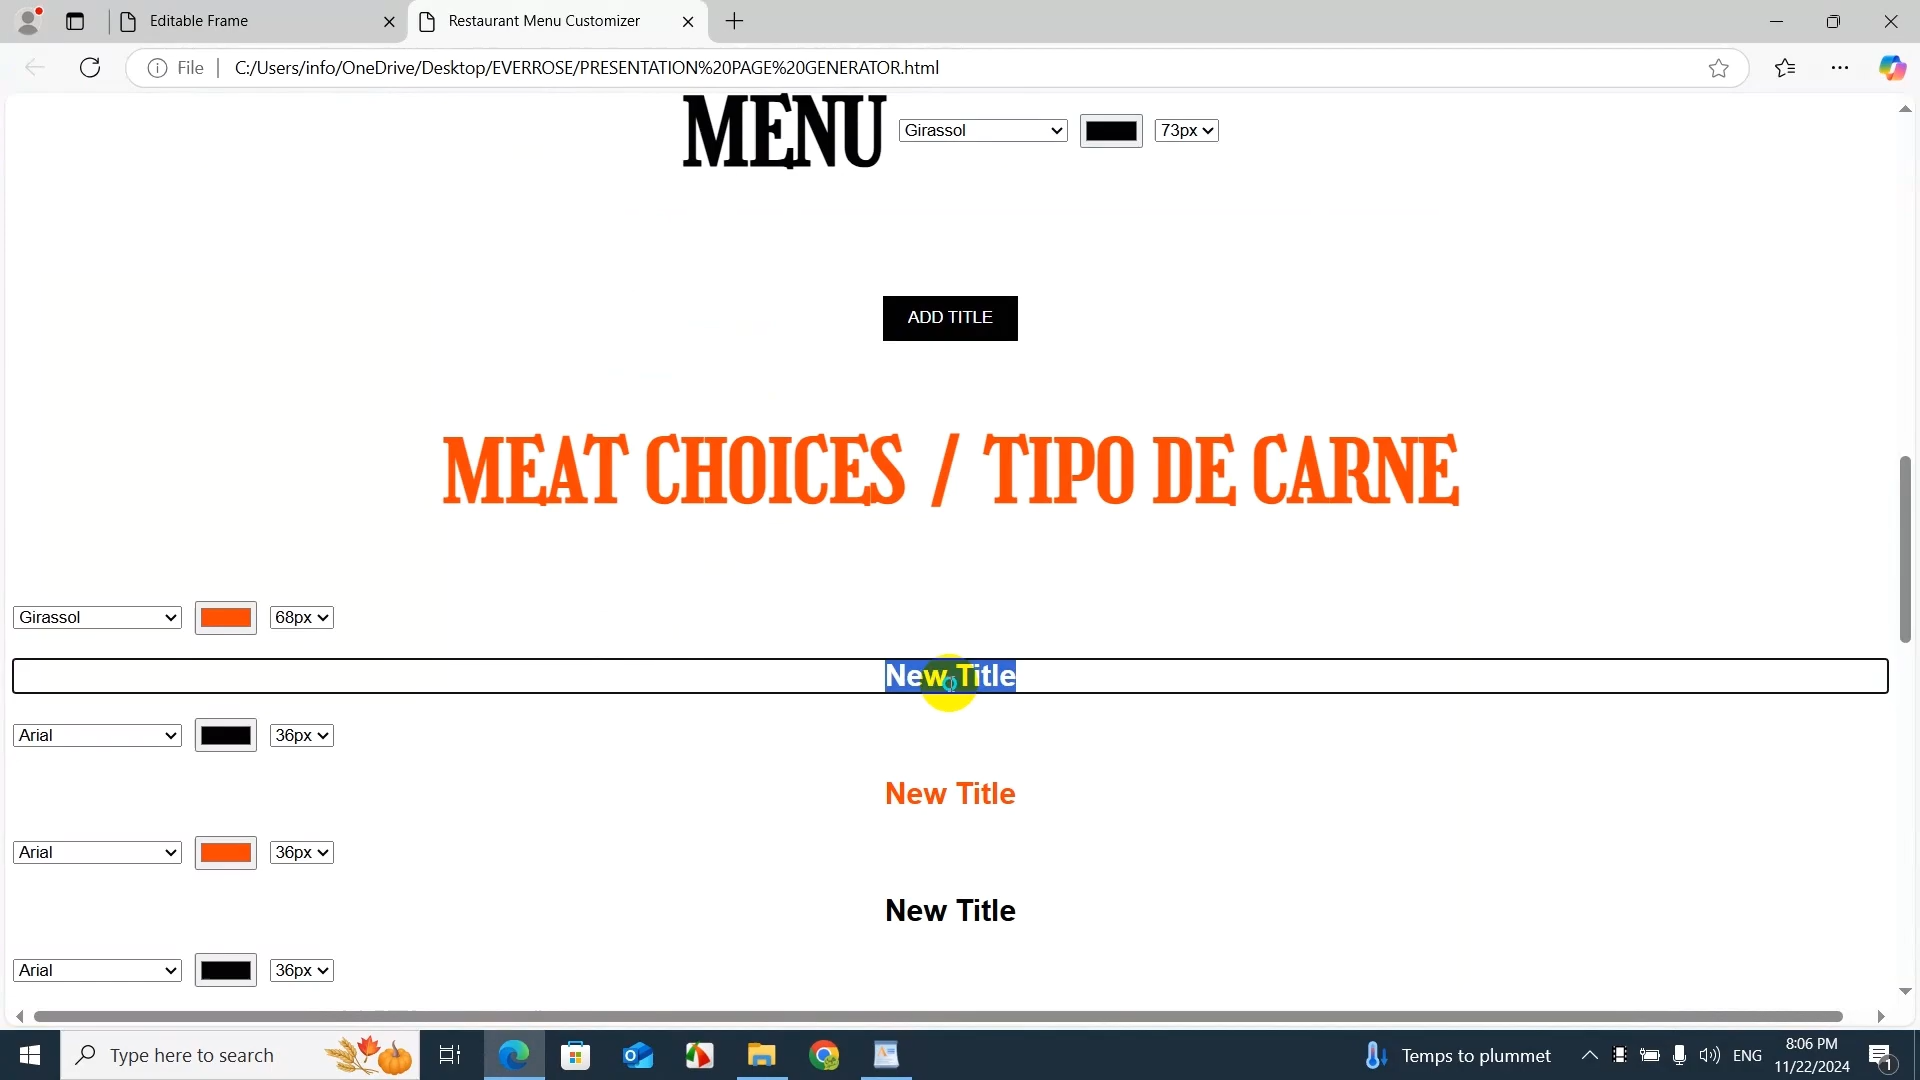 Editable Frame
Restaurant Menu Customizer
File
C:/Users/info/OneDrive/Desktop/EVERROSE/PRESENTATION%20PAGE%20GENERATOR.html
MENU
Girassol
73px
ADD TITLE
MEAT CHOICES / TIPO DE CARNE
Girassol
68px
New Title
Arial
36px
New Title
Arial
36px
New Title
Arial
36px
Type here to search
Temps to plummet
ENG
8:06 PM
11/22/2024
1